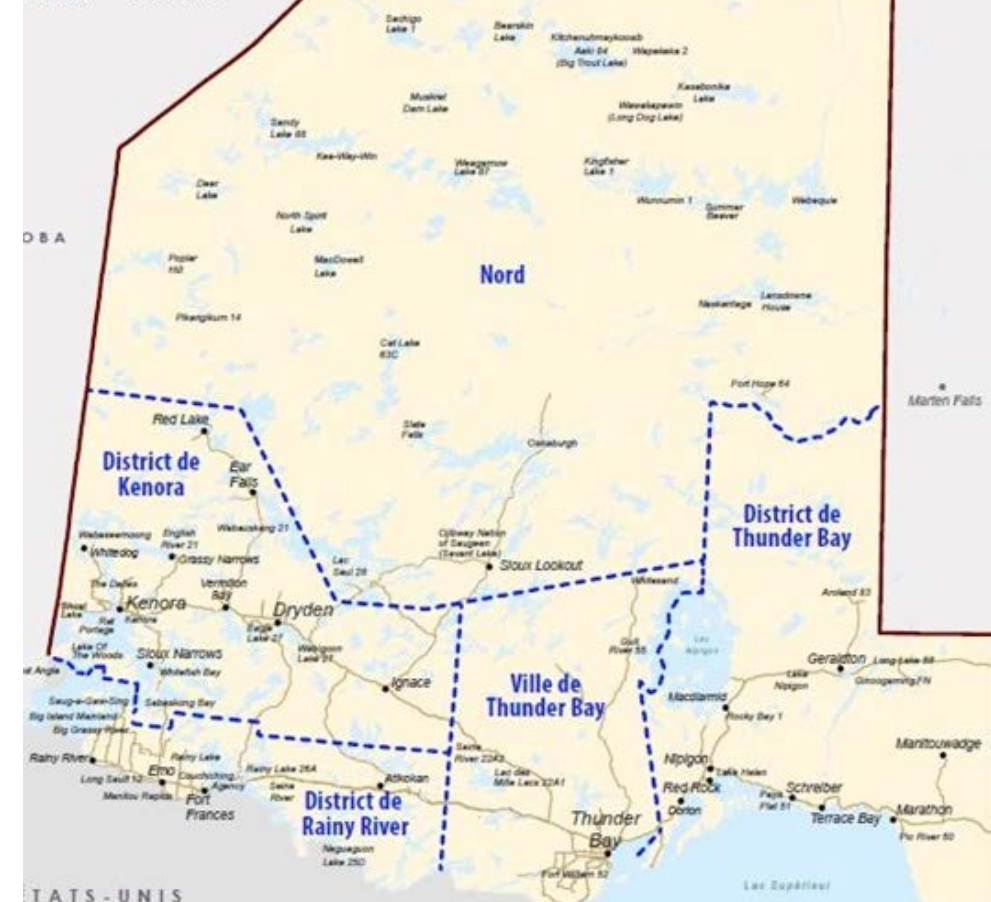 Sachigo
Lake 1
Bearskin
Lake
Kitchenuhmaykoosib
Aaki 84
(Big Trout Lake)
Wapekeka 2
Kasabonika
Lake
Muskrat
Dam Lake
Wawakapewin
(Long Dog Lake)
Sandy
Lake 88
Kee-Way-Win
Weagamow
Lake 87
Kingfisher
Lake 1
Deer
Lake
Wunnumin 1
Summer
Beaver
Webequie
North Spirit
Lake
OBA
Poplar
Hill
MacDowell
Lake
Nord
Neskantaga
Lansdowne
House
Pikangikum 14
Cat Lake
63C
Fort Hope 64
Marten Falls
Red Lake
Slate
Falls
Osnaburgh
District de
Kenora
Ear
Falls
District de
Thunder Bay
Wabaseemoong
English
River 21
Wabauskang 21
Ojibway Nation
of Saugeen
(Savant Lake)
Whitedog
Grassy Narrows
Lac
Seul 28
Sioux Lookout
Whitesand
The Dalles
Vermilion
Bay
Aroland 83
Shoal
Lake
Kenora
Rat
Portage
Kenora
Dryden
Eagle
Lake 27
Wabigoon
Lake 27
Gull
River 55
Lac
Nipigon
Lake Of
The Woods
Sioux Narrows
Whitefish Bay
Geraldton
Long Lake 58
Ginoogaming FN
Lake
Nipigon
Angle
Ignace
Ville de
Thunder Bay
Macdiarmid
Rocky Bay 1
Saug-a-Gaw-Sing
Sabaskong Bay
Big Island Mainland
Big Grassy River
Manitouwadge
Rainy River
Rainy Lake
Seine
River 22A2
Nipigon
Lake Helen
Emo
Couchiching
Agency
Rainy Lake 26A
Lac des
Mille Lacs 22A1
Long Sault 12
Atikokan
Red Rock
Schreiber
Manitou Rapids
Fort
Frances
Seine
River
District de
Rainy River
Dorion
Pays
Plat 51
Terrace Bay
Marathon
Thunder
Bay
Pic River 50
Neguaguon
Lake 25D
Fort William 52
Lac Supérieur
ÉTATS-UNIS